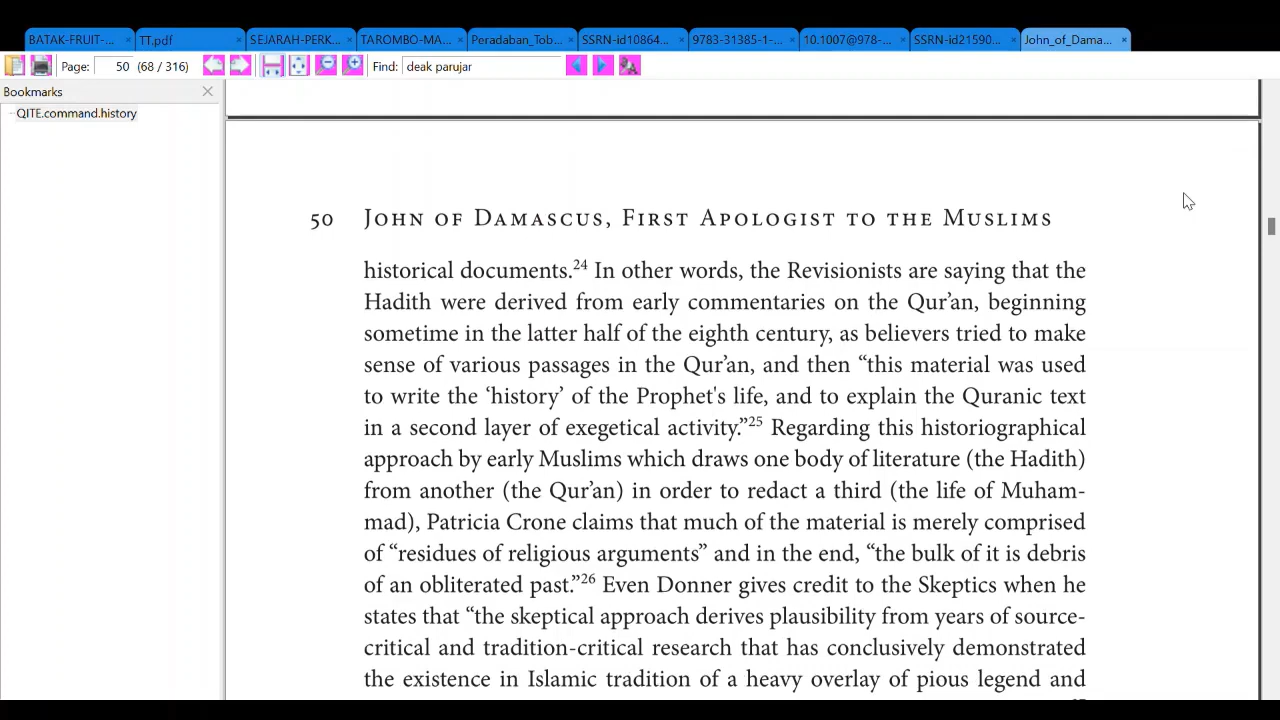 BATAK-FRUIT-...
TT.pdf
SEJARAH-PERK...
TAROMBO-MA...
Peradaban_Tob...
SSRN-id10864...
9783-31385-1-...
10.1007@978-...
SSRN-id21590...
John_of_Dama...
Page: 50 (68 / 316) Find: deak parujar
Bookmarks
QITE.command.history
50 John of Damascus, First Apologist to the Muslims
historical documents.24 In other words, the Revisionists are saying that the
Hadith were derived from early commentaries on the Qur’an, beginning
sometime in the latter half of the eighth century, as believers tried to make
sense of various passages in the Qur’an, and then “this material was used
to write the ‘history’ of the Prophet's life, and to explain the Quranic text
in a second layer of exegetical activity.”25 Regarding this historiographical
approach by early Muslims which draws one body of literature (the Hadith)
from another (the Qur’an) in order to redact a third (the life of Muham-
mad), Patricia Crone claims that much of the material is merely comprised
of “residues of religious arguments” and in the end, “the bulk of it is debris
of an obliterated past.”26 Even Donner gives credit to the Skeptics when he
states that “the skeptical approach derives plausibility from years of source-
critical and tradition-critical research that has conclusively demonstrated
the existence in Islamic tradition of a heavy overlay of pious legend and